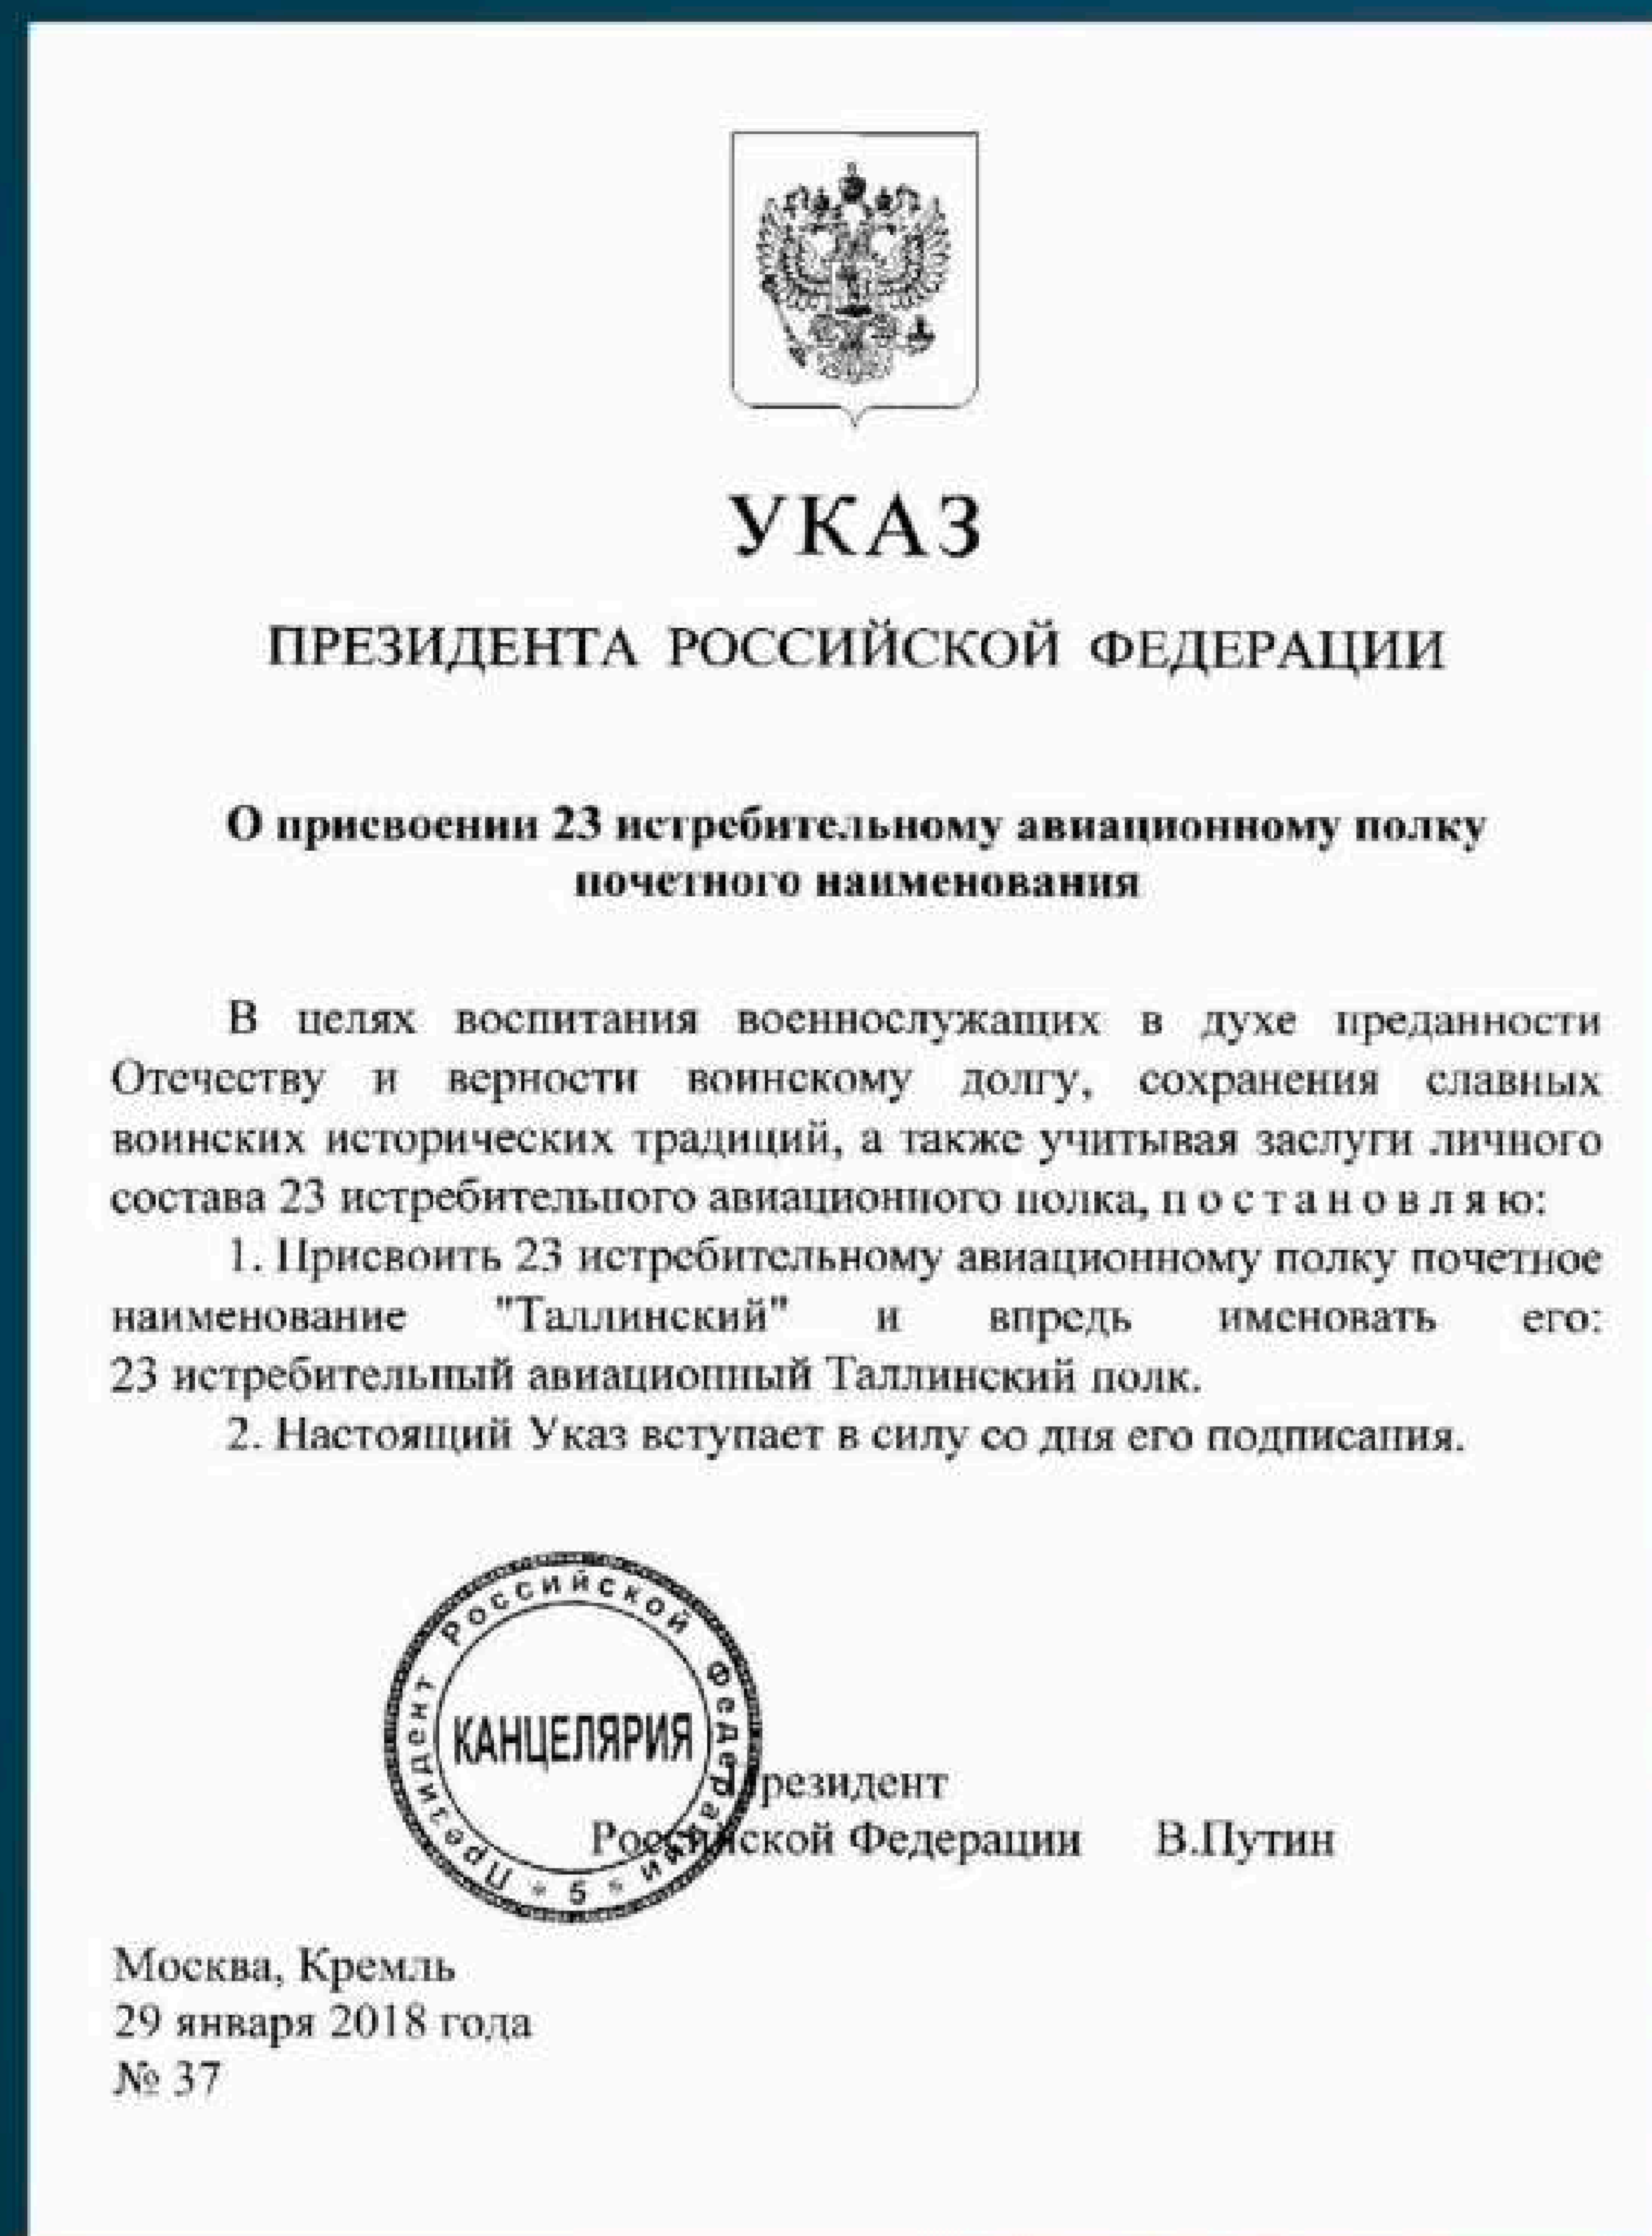 УКАЗ
ПРЕЗИДЕНТА РОССИЙСКОЙ ФЕДЕРАЦИИ
О присвоении 23 истребительному авиационному полку
почетного наименования
В целях воспитания военнослужащих в духе преданности
Отечеству и верности воинскому долгу, сохранения славных
воинских исторических традиций, а также учитывая заслуги личного
состава 23 истребительного авиационного полка, п о с т а н о в л я ю:
1. Присвоить 23 истребительному авиационному полку почетное
наименование "Таллинский" и впредь именовать его:
23 истребительный авиационный Таллинский полк.
2. Настоящий Указ вступает в силу со дня его подписания.
Президент Российской Федерации * 5 *
КАНЦЕЛЯРИЯ
Президент
Российской Федерации В.Путин
Москва, Кремль
29 января 2018 года
№ 37